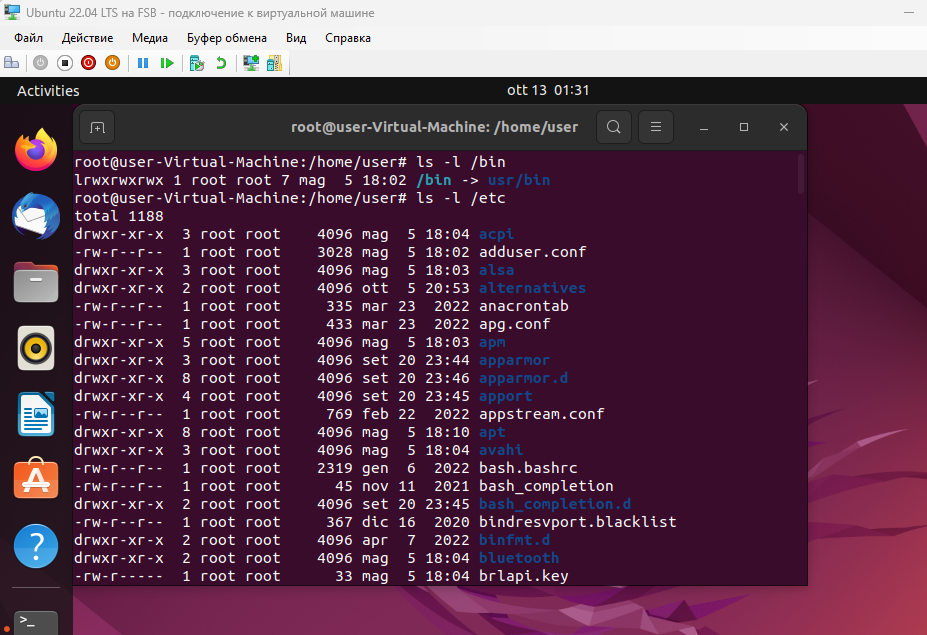 Ubuntu 22.04 LTS на FSB - подключение к виртуальной машине
Файл Действие Медиа Буфер обмена Вид Справка
Activities ott 13 01:31
root@user-Virtual-Machine: /home/user
root@user-Virtual-Machine:/home/user# ls -l /bin
lrwxrwxrwx 1 root root 7 mag  5 18:02 /bin -> usr/bin
root@user-Virtual-Machine:/home/user# ls -l /etc
total 1188
drwxr-xr-x  3 root root    4096 mag  5 18:04 acpi
-rw-r--r--  1 root root    3028 mag  5 18:02 adduser.conf
drwxr-xr-x  3 root root    4096 mag  5 18:03 alsa
drwxr-xr-x  2 root root    4096 ott  5 20:53 alternatives
-rw-r--r--  1 root root     335 mar 23  2022 anacrontab
-rw-r--r--  1 root root     433 mar 23  2022 apg.conf
drwxr-xr-x  5 root root    4096 mag  5 18:03 apm
drwxr-xr-x  3 root root    4096 set 20 23:44 apparmor
drwxr-xr-x  8 root root    4096 set 20 23:46 apparmor.d
drwxr-xr-x  4 root root    4096 set 20 23:45 apport
-rw-r--r--  1 root root     769 feb 22  2022 appstream.conf
drwxr-xr-x  8 root root    4096 mag  5 18:10 apt
drwxr-xr-x  3 root root    4096 mag  5 18:04 avahi
-rw-r--r--  1 root root    2319 gen  6  2022 bash.bashrc
-rw-r--r--  1 root root      45 nov 11  2021 bash_completion
drwxr-xr-x  2 root root    4096 set 20 23:45 bash_completion.d
-rw-r--r--  1 root root     367 dic 16  2020 bindresvport.blacklist
drwxr-xr-x  2 root root    4096 apr  7  2022 binfmt.d
drwxr-xr-x  2 root root    4096 mag  5 18:04 bluetooth
-rw-r-----  1 root root      33 mag  5 18:04 brlapi.key